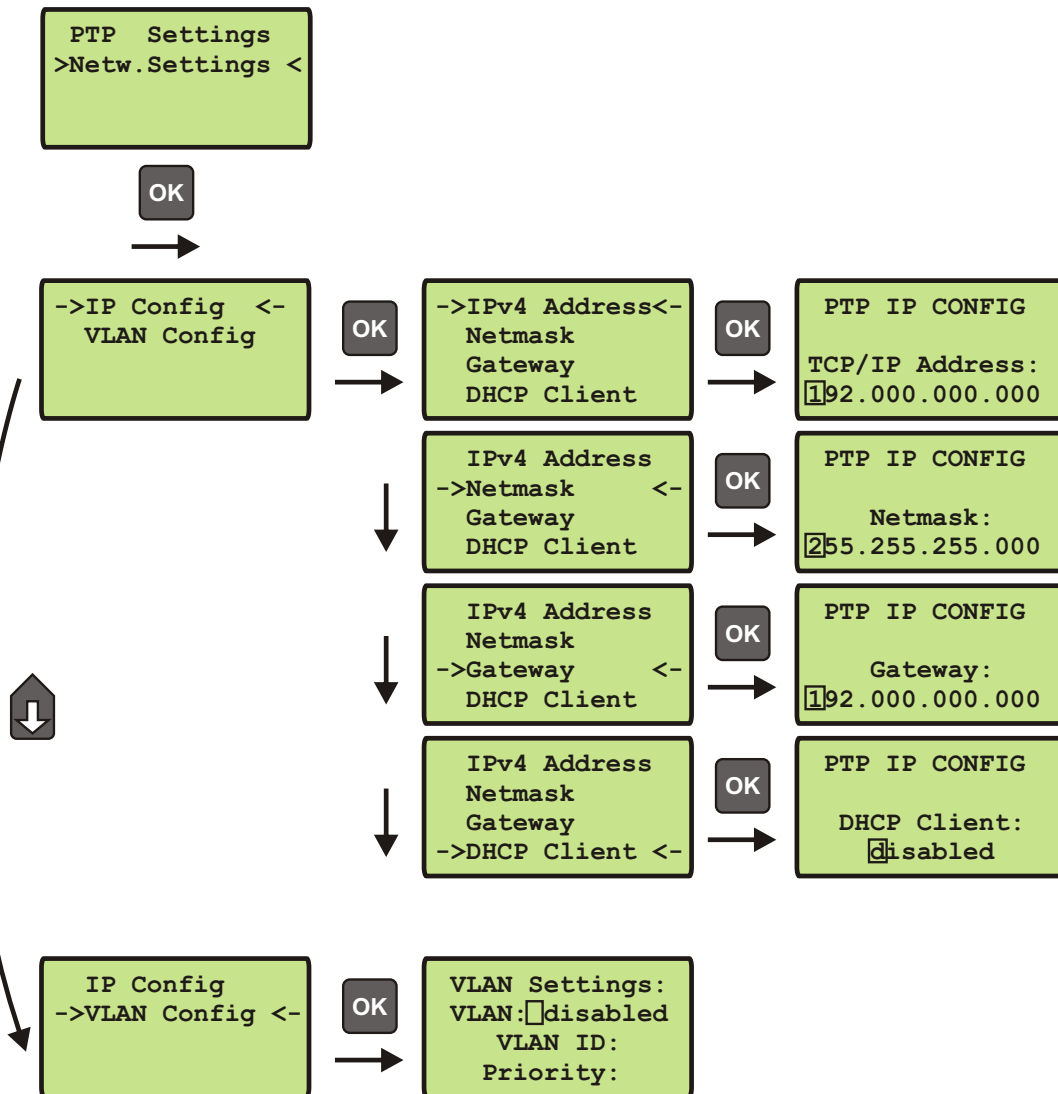 PTP  Settings
>Netw.Settings <
OK
->IP Config  <-
VLAN Config
OK
->IPv4 Address<-
Netmask
Gateway
DHCP Client
OK
PTP IP CONFIG
TCP/IP Address:
192.000.000.000
IPv4 Address
->Netmask     <-
Gateway
DHCP Client
OK
PTP IP CONFIG
Netmask:
255.255.255.000
IPv4 Address
Netmask
->Gateway     <-
DHCP Client
OK
PTP IP CONFIG
Gateway:
192.000.000.000
IPv4 Address
Netmask
Gateway
->DHCP Client <-
OK
PTP IP CONFIG
DHCP Client:
disabled
IP Config
->VLAN Config <-
OK
VLAN Settings:
VLAN: disabled
VLAN ID:
Priority: